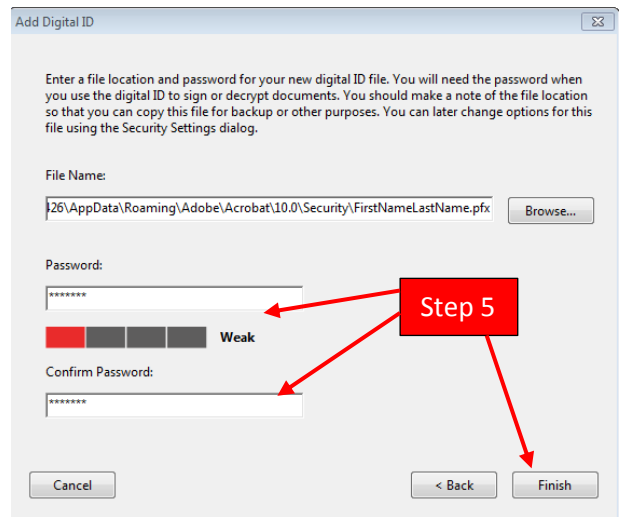 Add Digital ID
Enter a file location and password for your new digital ID file. You will need the password when
you use the digital ID to sign or decrypt documents. You should make a note of the file location
so that you can copy this file for backup or other purposes. You can later change options for this
file using the Security Settings dialog.
File Name:
426\AppData\Roaming\Adobe\Acrobat\10.0\Security\FirstNameLastName.pfx
Browse...
Password:
*******
Step 5
Weak
Confirm Password:
*******
Cancel
< Back
Finish